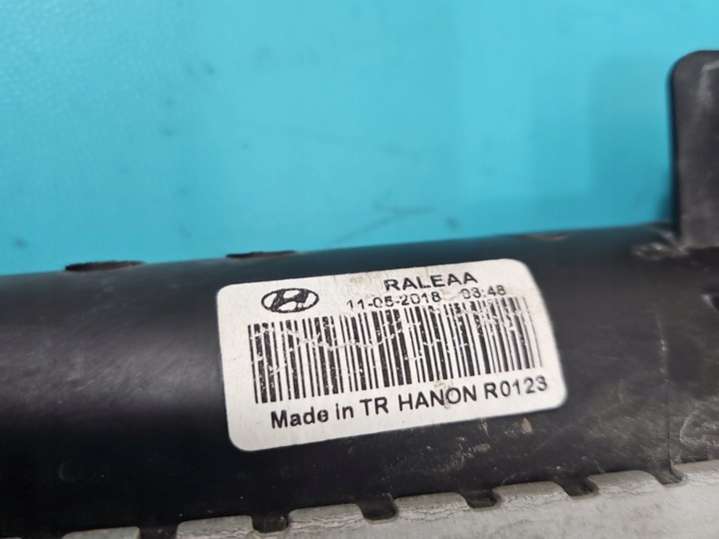 RALEAA
11-05-2018 03:48
Made in TR HANON R0123